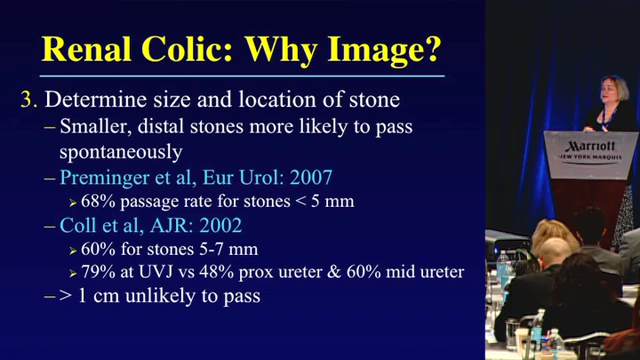 Renal Colic: Why Image?
3. Determine size and location of stone
– Smaller, distal stones more likely to pass
spontaneously
– Preminger et al, Eur Urol: 2007
➢ 68% passage rate for stones < 5 mm
– Coll et al, AJR: 2002
➢ 60% for stones 5-7 mm
➢ 79% at UVJ vs 48% prox ureter & 60% mid ureter
– > 1 cm unlikely to pass
Marriott
NEW YORK MARQUIS